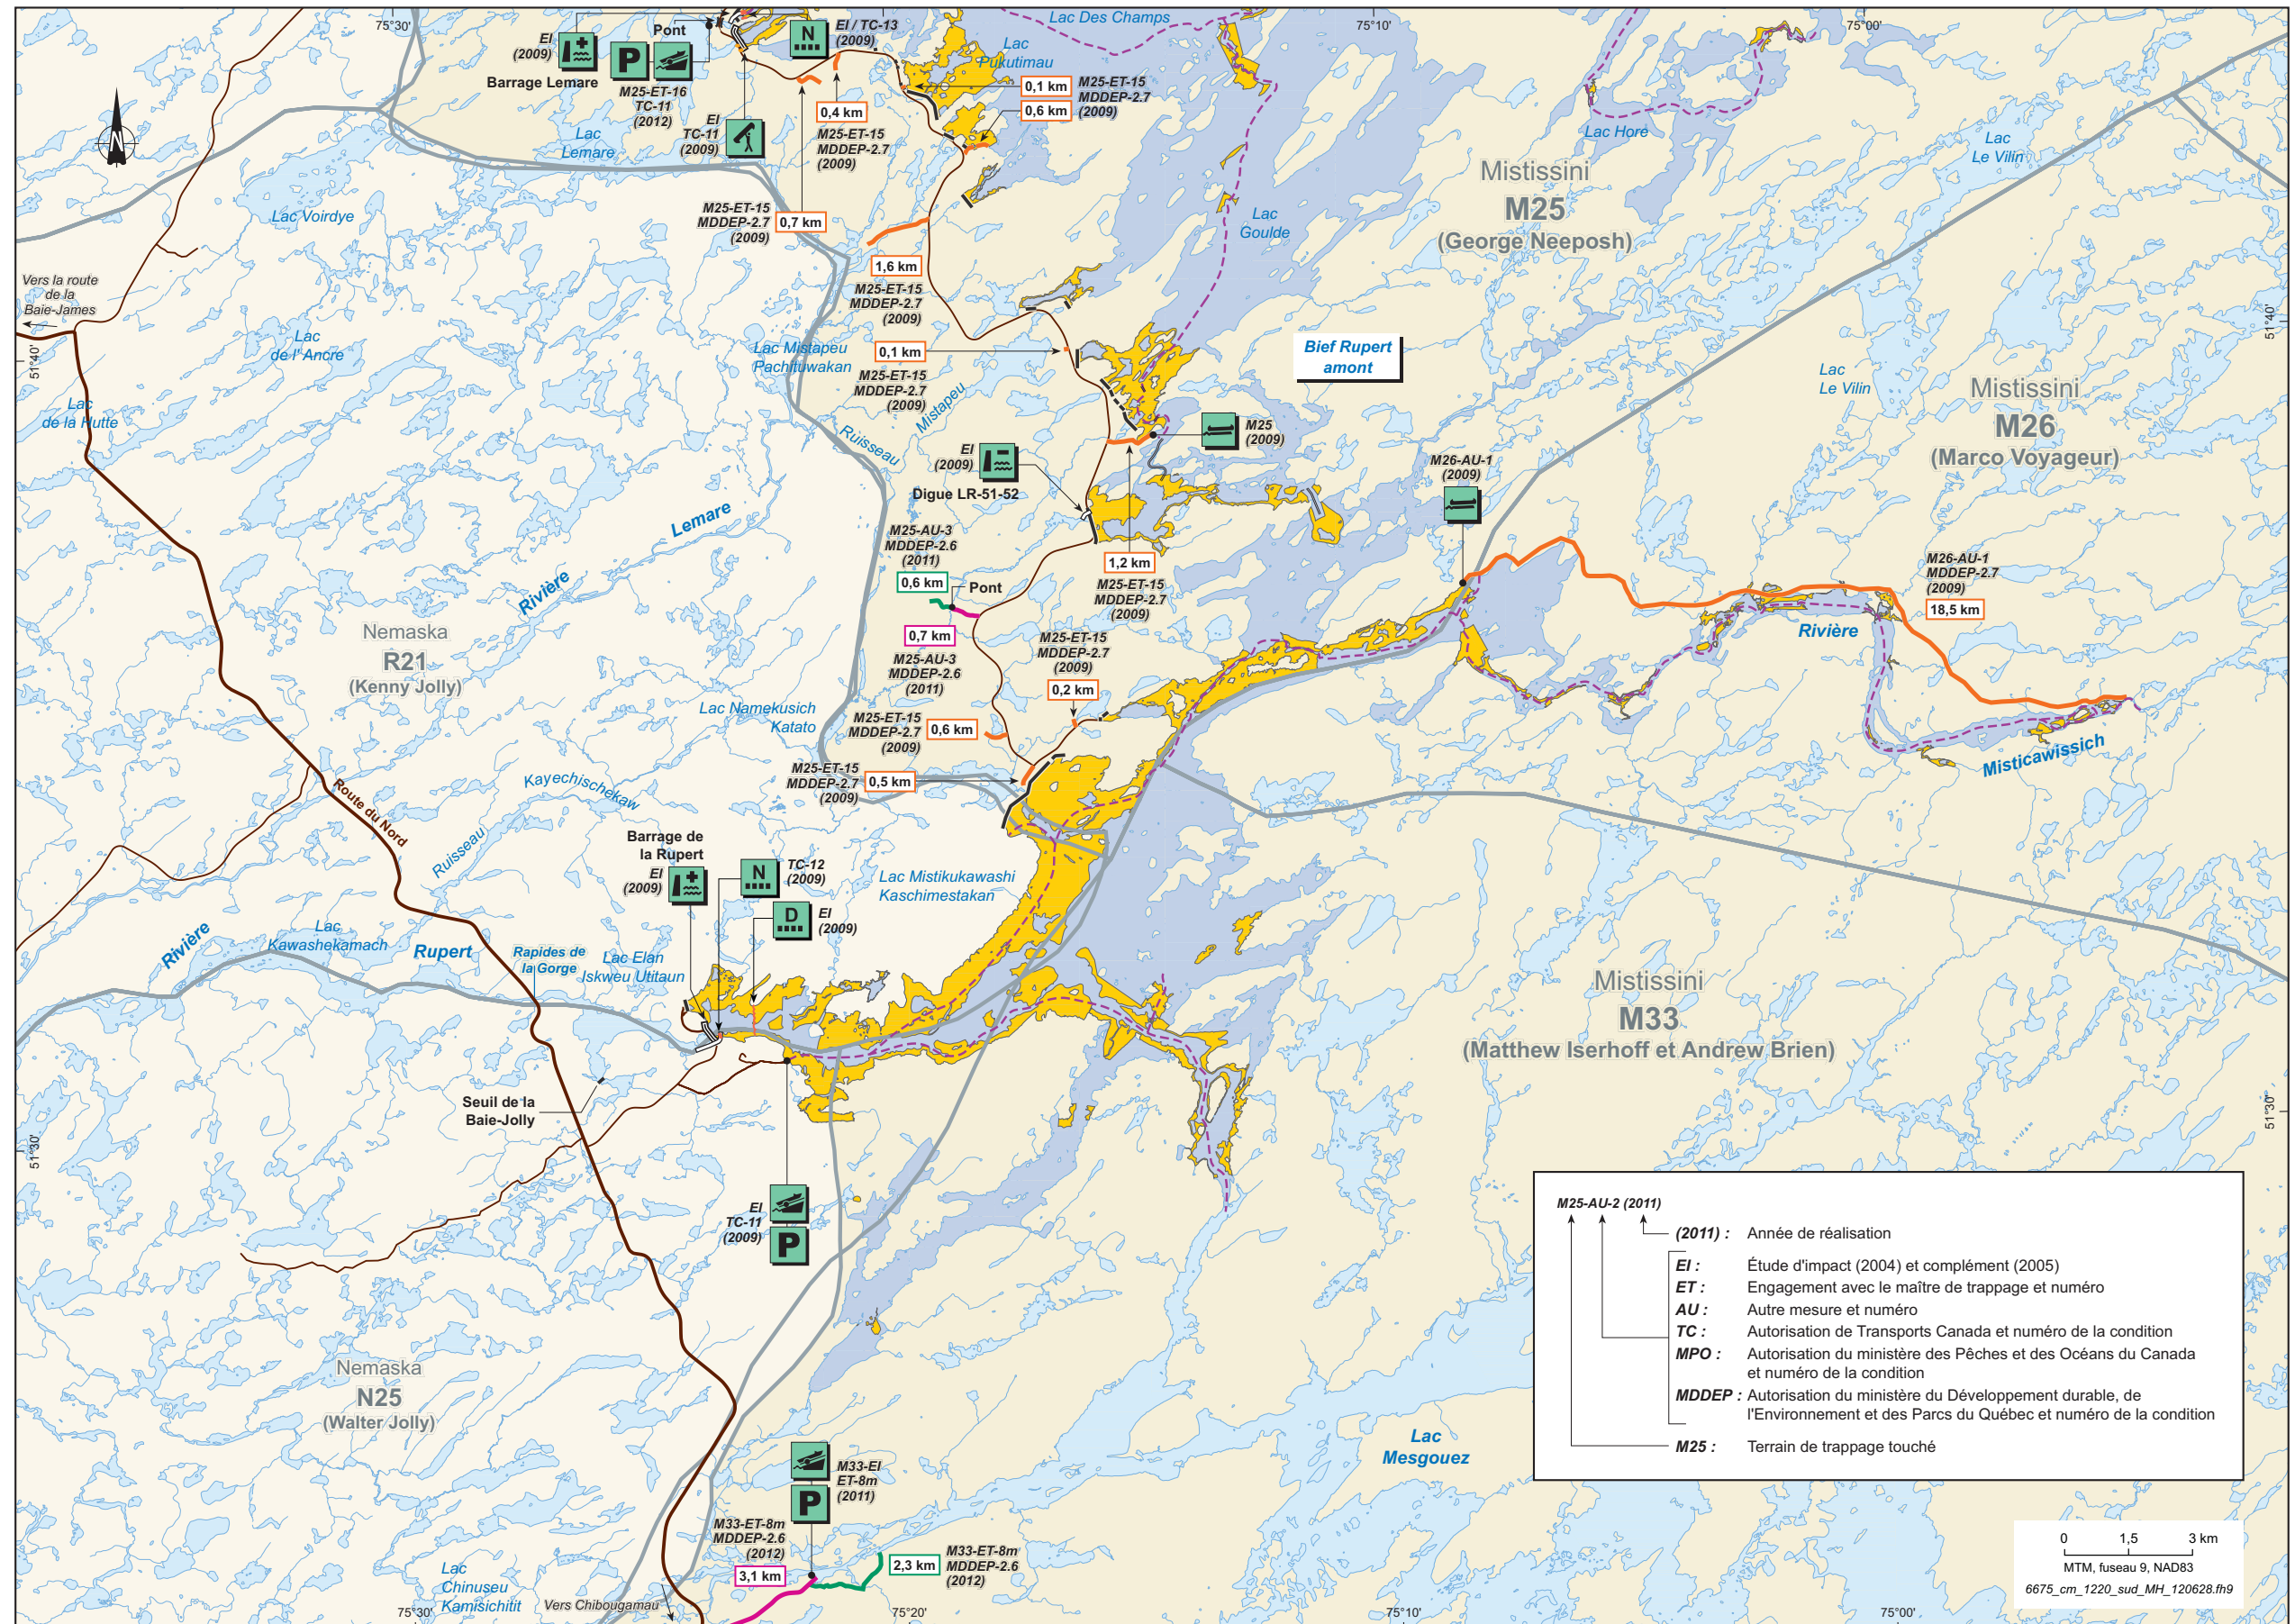 75°30'
Lac Des Champs
75°10'
75°00'
EI
(2009)
Barrage Lemare
Pont
P
M25-ET-16
TC-11
(2012)
N
EI / TC-13
(2009)
EI
TC-11
(2009)
0,4 km
M25-ET-15
MDDEP-2.7
(2009)
Lac
Pukutimau
0,1 km
0,6 km
M25-ET-15
MDDEP-2.7
(2009)
N
Lac
Lemare
Lac Voirdye
M25-ET-15
MDDEP-2.7
(2009)
0,7 km
Lac
Goulde
Lac Horé
Lac
Le Vilin
Mistissini
M25
(George Neeposh)
Vers la route
de la
Baie-James
1,6 km
M25-ET-15
MDDEP-2.7
(2009)
Lac
de l'Ancre
51°40'
51°40'
Lac Mistapeu
Pachituwakan
0,1 km
M25-ET-15
MDDEP-2.7
(2009)
Bief Rupert
amont
Lac
Le Vilin
Mistissini
M26
(Marco Voyageur)
Lac
de la Hutte
Ruisseau
Mistapeu
M25
(2009)
EI
(2009)
Digue LR-51-52
M26-AU-1
(2009)
Rivière
Lemare
M25-AU-3
MDDEP-2.6
(2011)
0,6 km
Pont
1,2 km
M25-ET-15
MDDEP-2.7
(2009)
M26-AU-1
MDDEP-2.7
(2009)
18,5 km
Nemaska
R21
(Kenny Jolly)
0,7 km
M25-AU-3
MDDEP-2.6
(2011)
M25-ET-15
MDDEP-2.7
(2009)
0,2 km
Rivière
Misticawissich
Lac Namekusich
Katato
M25-ET-15
MDDEP-2.7
(2009)
0,6 km
M25-ET-15
MDDEP-2.7
(2009)
0,5 km
Route du Nord
Ruisseau
Kayechischekaw
Barrage de
la Rupert
EI
(2009)
N
TC-12
(2009)
D
EI
(2009)
Lac Mistikukawashi
Kaschimestakan
Rivière
Lac
Kawashekamach
Rupert
Rapides de
la Gorge
Lac Elan
Iskweu Utitaun
Mistissini
M33
(Matthew Iserhoff et Andrew Brien)
Seuil de la
Baie-Jolly
51°30'
51°30'
EI
TC-11
(2009)
P
M25-AU-2 (2011)
(2011) : Année de réalisation
EI : Étude d'impact (2004) et complément (2005)
ET : Engagement avec le maître de trappage et numéro
AU : Autre mesure et numéro
TC : Autorisation de Transports Canada et numéro de la condition
MPO : Autorisation du ministère des Pêches et des Océans du Canada
et numéro de la condition
MDDEP : Autorisation du ministère du Développement durable, de
l'Environnement et des Parcs du Québec et numéro de la condition
M25 : Terrain de trappage touché
Nemaska
N25
(Walter Jolly)
Lac
Mesgouez
M33-EI
ET-8m
(2011)
P
M33-ET-8m
MDDEP-2.6
(2012)
3,1 km
2,3 km
M33-ET-8m
MDDEP-2.6
(2012)
Lac
Chinuseu
Kamisichitit
Vers Chibougamau
0 1,5 3 km
MTM, fuseau 9, NAD83
6675_cm_1220_sud_MH_120628.fh9
75°30'
75°20'
75°10'
75°00'